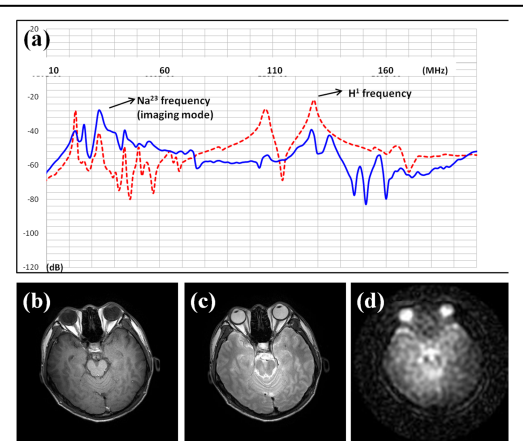 (a)
20
10 60 110 160 (MHz)
-20
Na²³ frequency
(imaging mode)
H¹ frequency
-40
-60
-80
-100
-120 (dB)
(b) (c) (d)